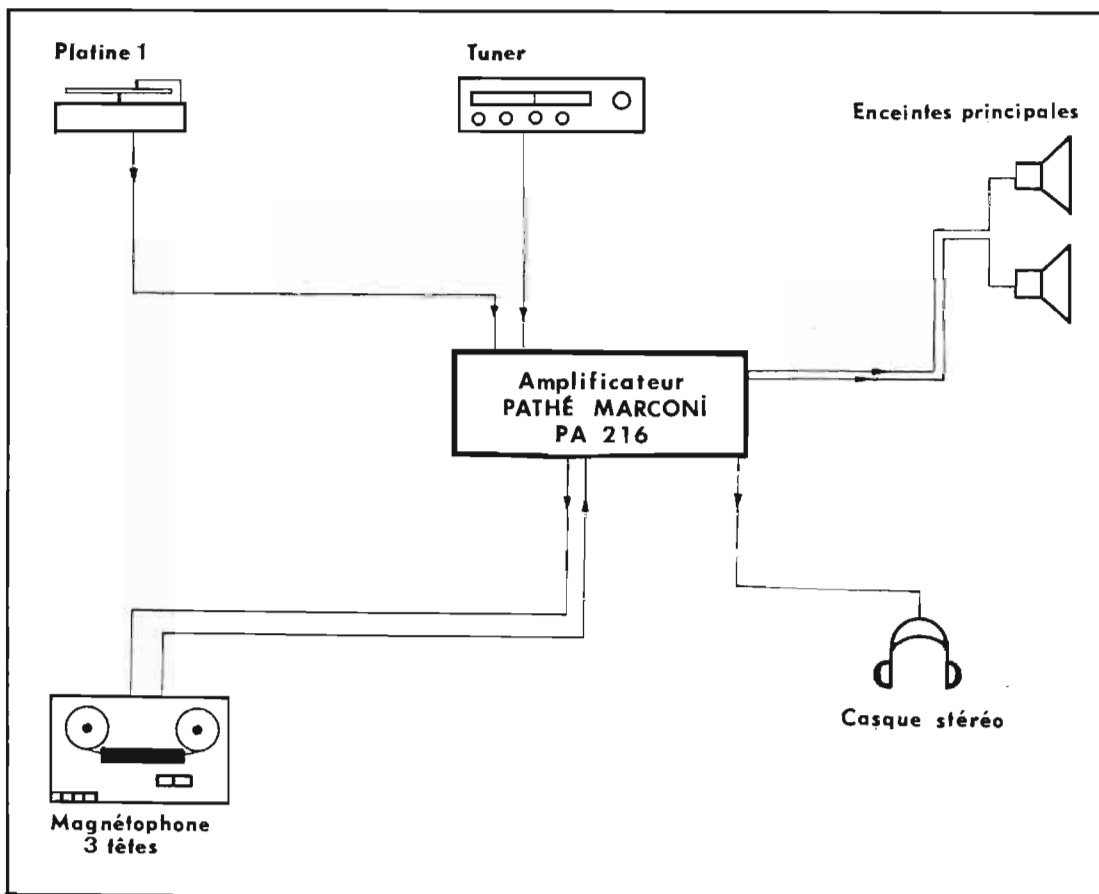 Platine 1
Tuner
Enceintes principales
Amplificateur
PATHÉ MARCONi
PA 216
Casque stéréo
Magnétophone
3 têtes